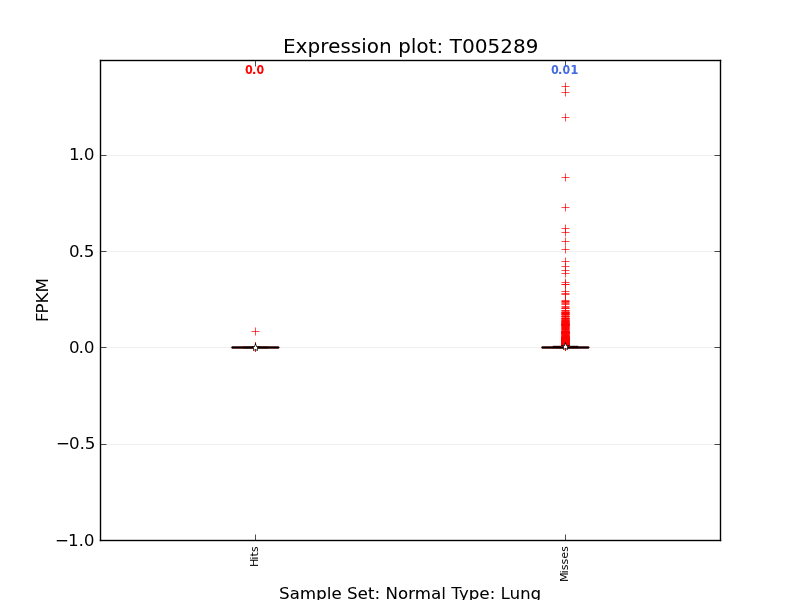 Expression plot: T005289
0.0
0.01
1.0
0.5
0.0
−0.5
−1.0
FPKM
Hits
Misses
Sample Set: Normal Type: Lung